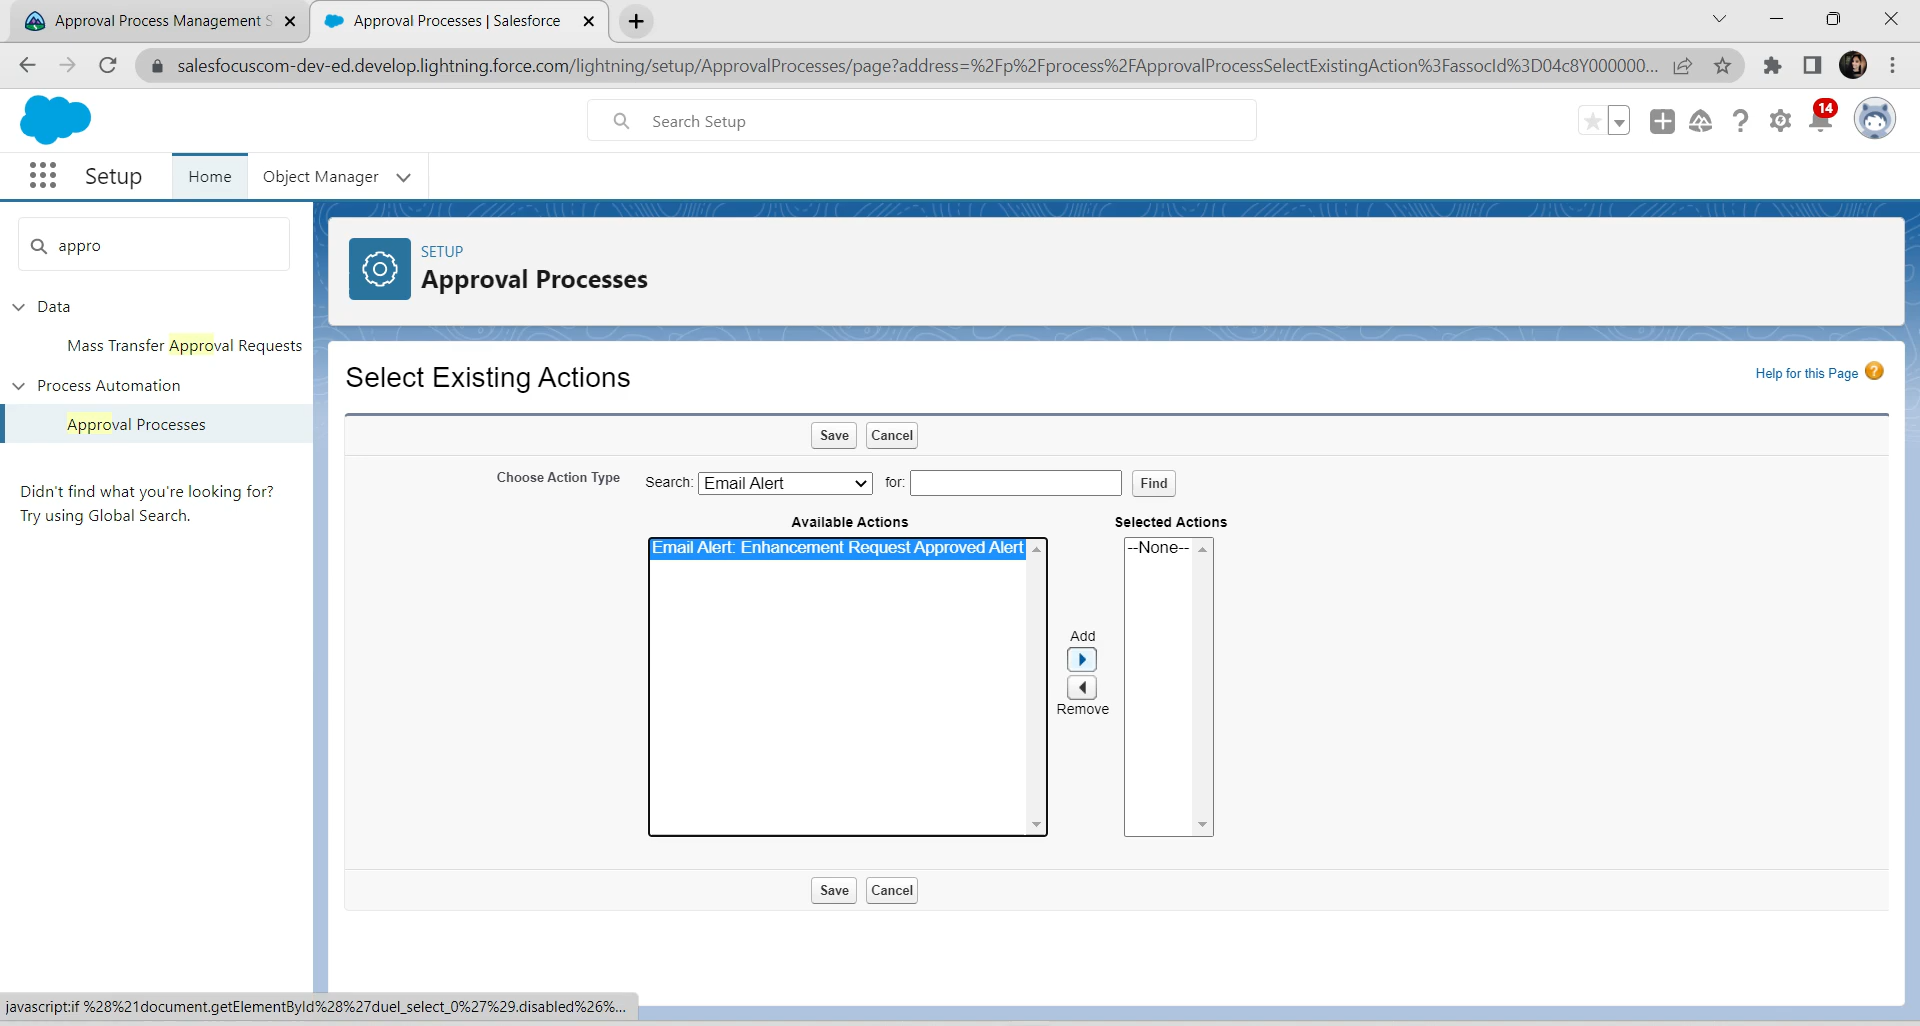 Approval Process Management S
Approval Processes | Salesforce
salesfocuscom-dev-ed.develop.lightning.force.com/lightning/setup/ApprovalProcesses/page?address=%2Fp%2Fprocess%2FApprovalProcessSelectExistingAction%3FassocId%3D04c8Y000000...
Search Setup
14
Setup
Home
Object Manager
appro
Data
Mass Transfer Approval Requests
Process Automation
Approval Processes
Didn't find what you're looking for?
Try using Global Search.
SETUP
Approval Processes
Select Existing Actions
Help for this Page ?
Save Cancel
Choose Action Type
Search: Email Alert for: Find
Available Actions
Selected Actions
Email Alert: Enhancement Request Approved Alert
--None--
Add
Remove
Save Cancel
javascript:if %28%21document.getElementById%28%27duel_select_0%27%29.disabled%26%...